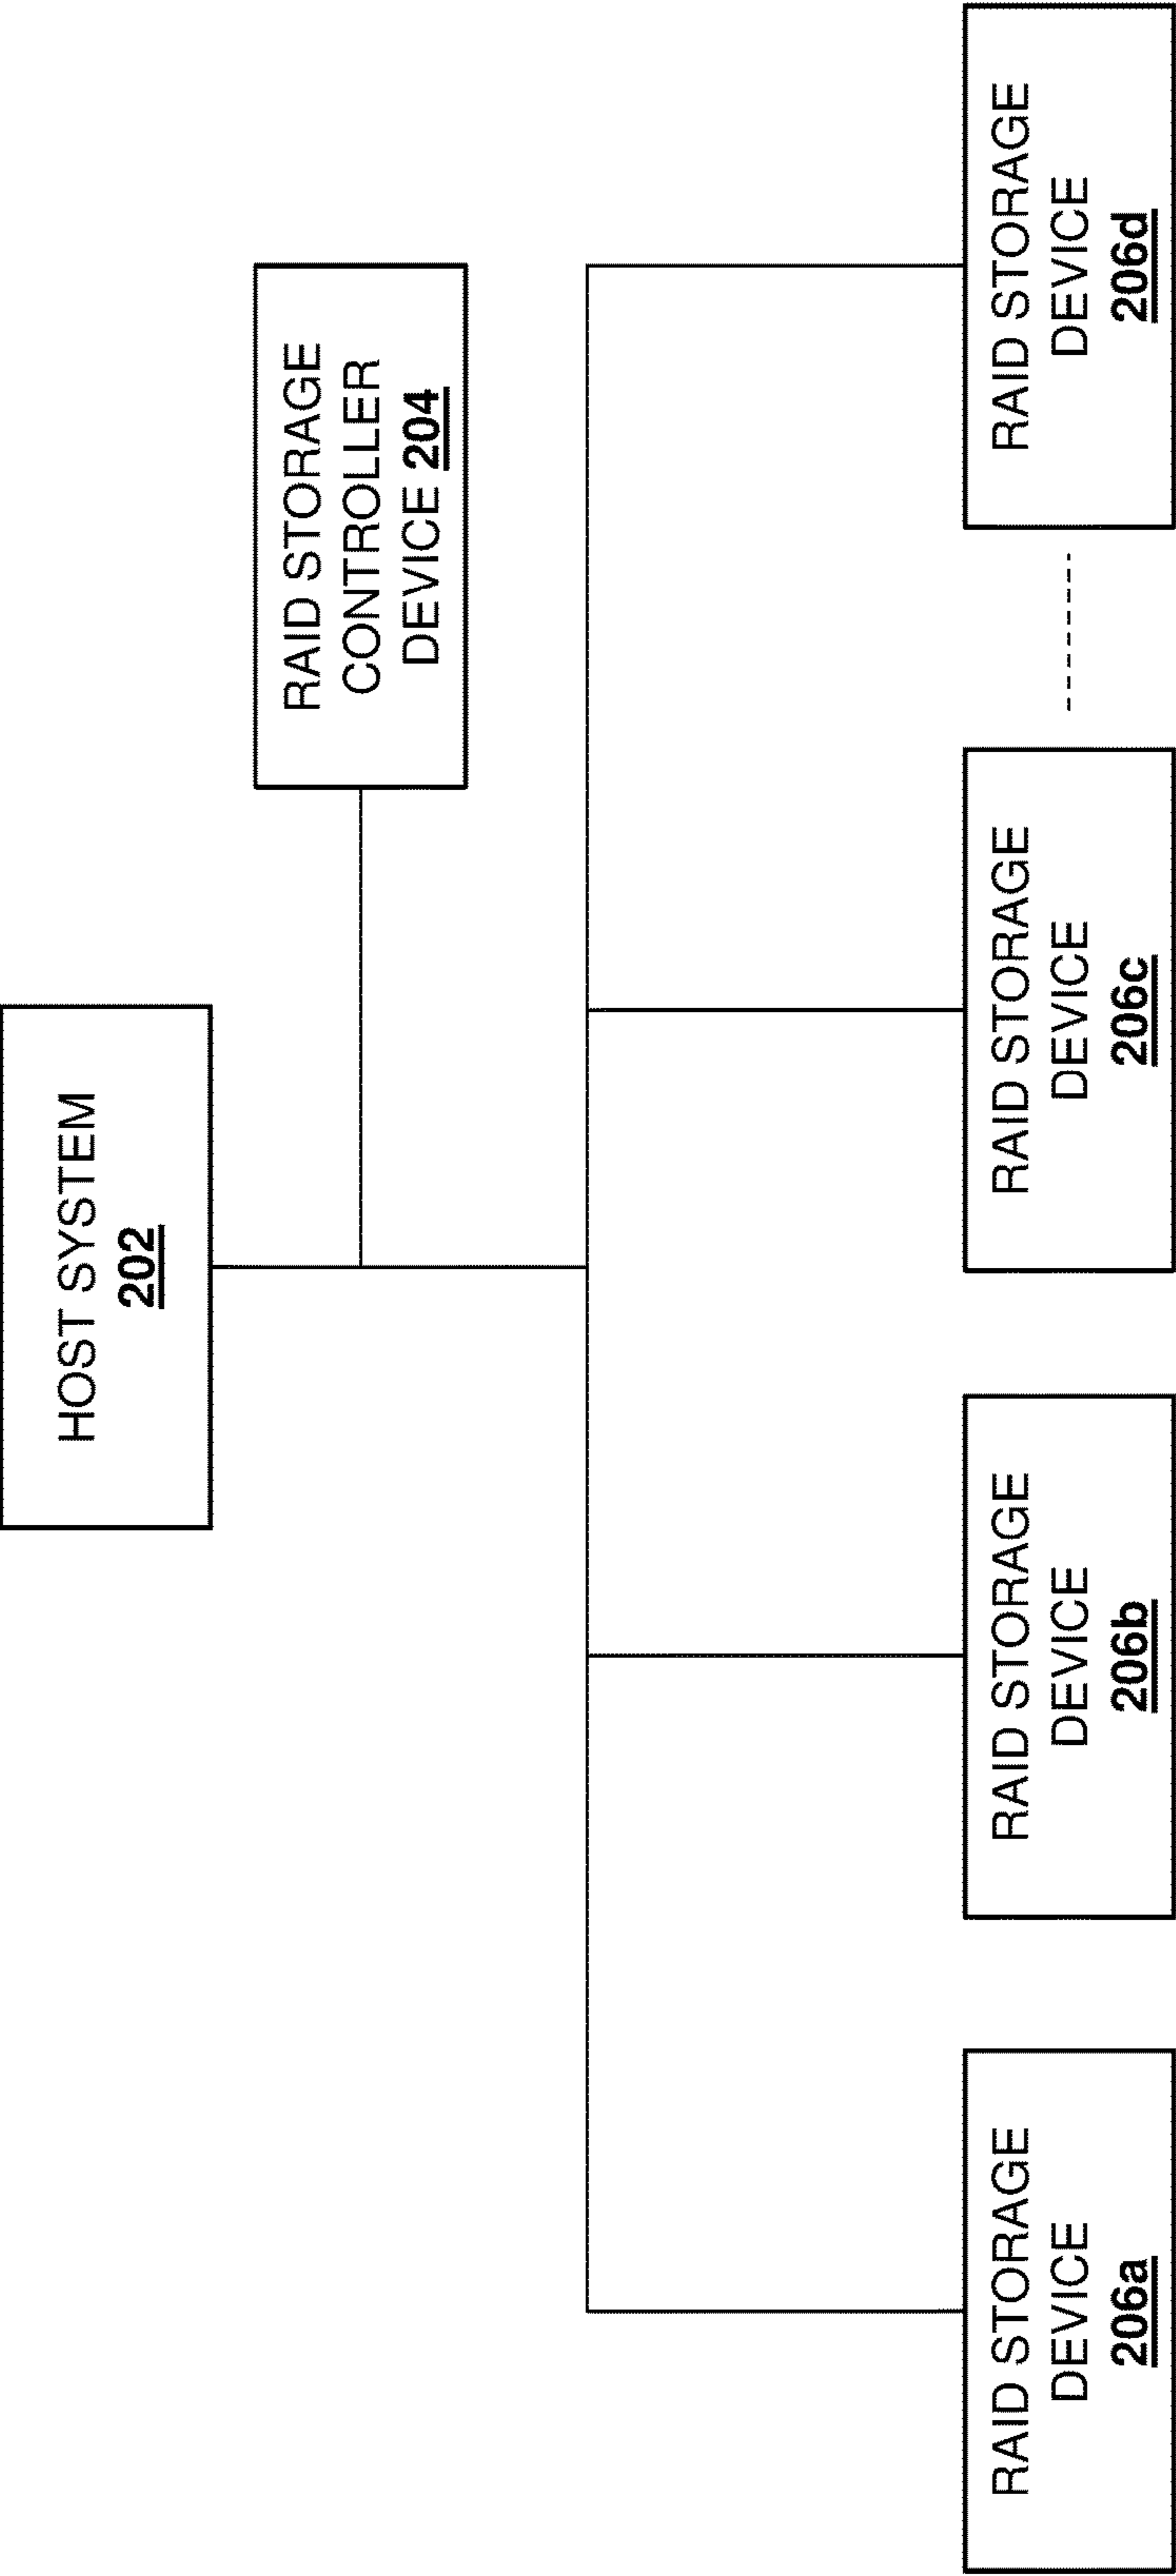 HOST SYSTEM
202
RAID STORAGE
CONTROLLER
DEVICE 204
RAID STORAGE
DEVICE
206a
RAID STORAGE
DEVICE
206b
RAID STORAGE
DEVICE
206c
RAID STORAGE
DEVICE
206d